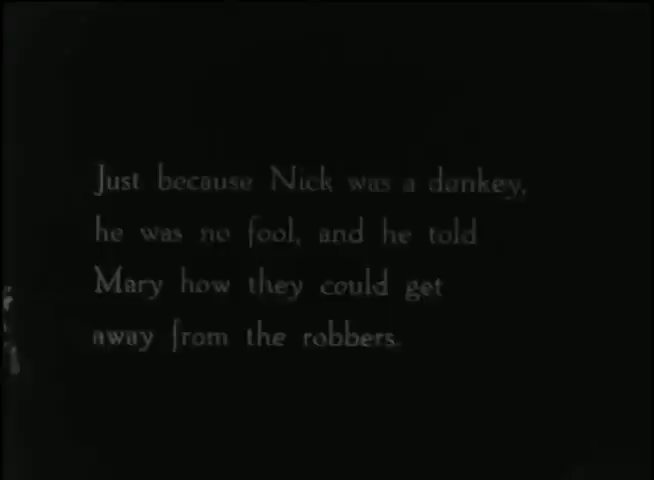 Just because Nick was a donkey,
he was no fool, and he told
Mary how they could get
away from the robbers.